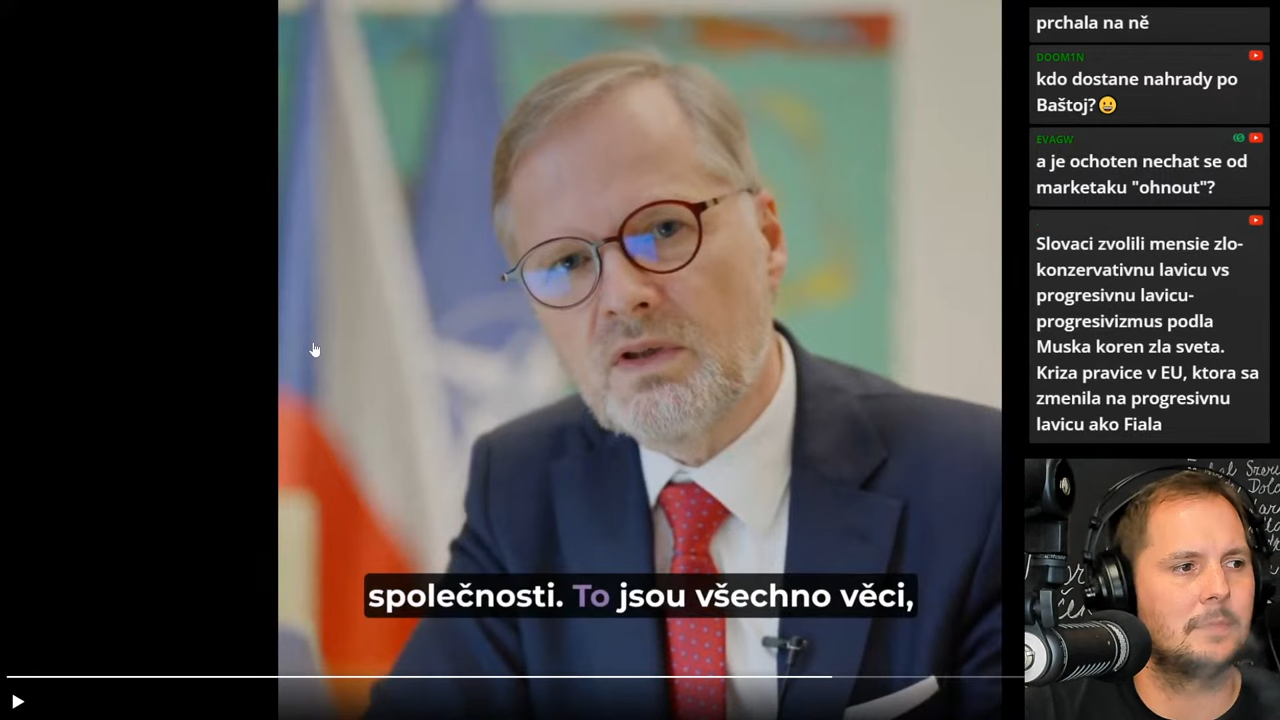 společnosti. To jsou všechno věci,
prchala na ně
DOOM1N
kdo dostane nahrady po
Baštoj?😀
EVAGW
a je ochoten nechat se od
marketaku "ohnout"?
Slovaci zvolili mensie zlo-
konzervativnu lavicu vs
progresivnu lavicu-
progresivizmus podla
Muska koren zla sveta.
Kriza pravice v EU, ktora sa
zmenila na progresivnu
lavicu ako Fiala